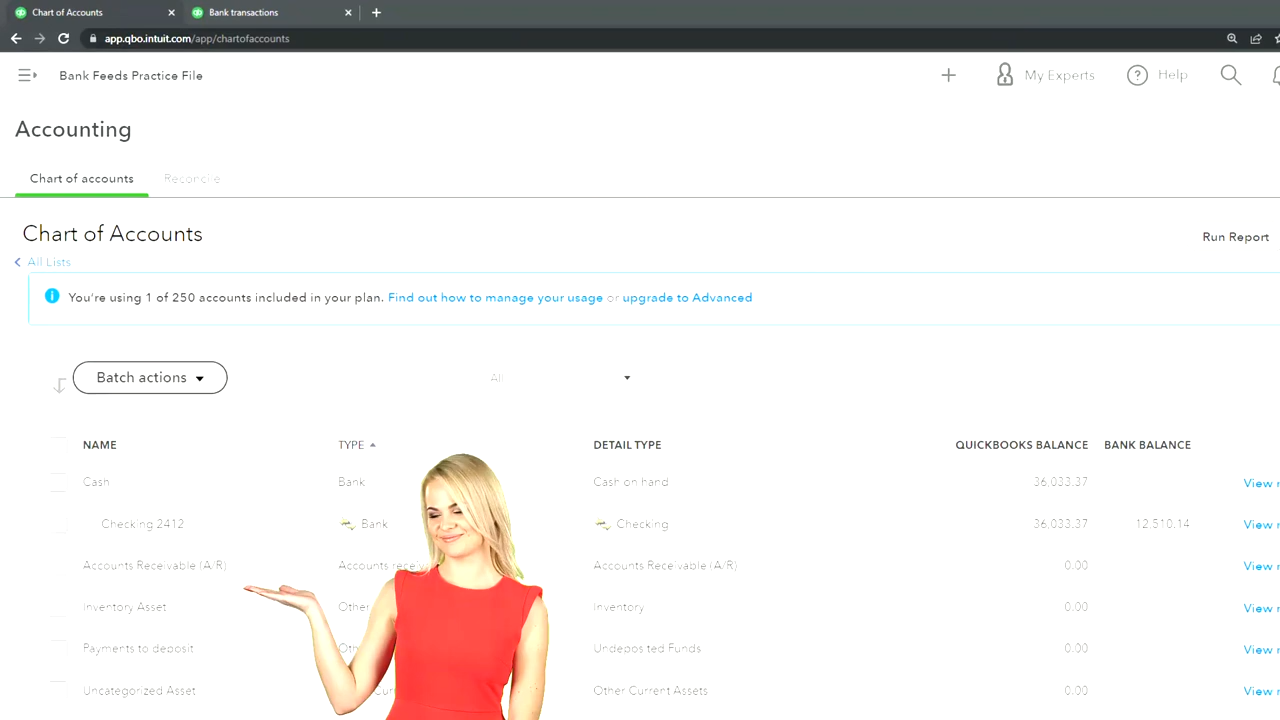 Chart of Accounts
Bank transactions
app.qbo.intuit.com/app/chartofaccounts
Bank Feeds Practice File
My Experts
Help
Accounting
Chart of accounts
Reconcile
Chart of Accounts
Run Report
All Lists
You're using 1 of 250 accounts included in your plan. Find out how to manage your usage or upgrade to Advanced
Batch actions
All
NAME TYPE DETAIL TYPE QUICKBOOKS BALANCE BANK BALANCE
Cash Bank Cash on hand 36,033.37 View
Checking 2412 Bank Checking 36,033.37 12,510.14 View
Accounts Receivable (A/R) Accounts Accounts Receivable (A/R) 0.00 View
Inventory Asset Other Inventory 0.00 View
Payments to deposit Undeposited Funds 0.00 View
Uncategorized Asset Other Current Assets 0.00 View